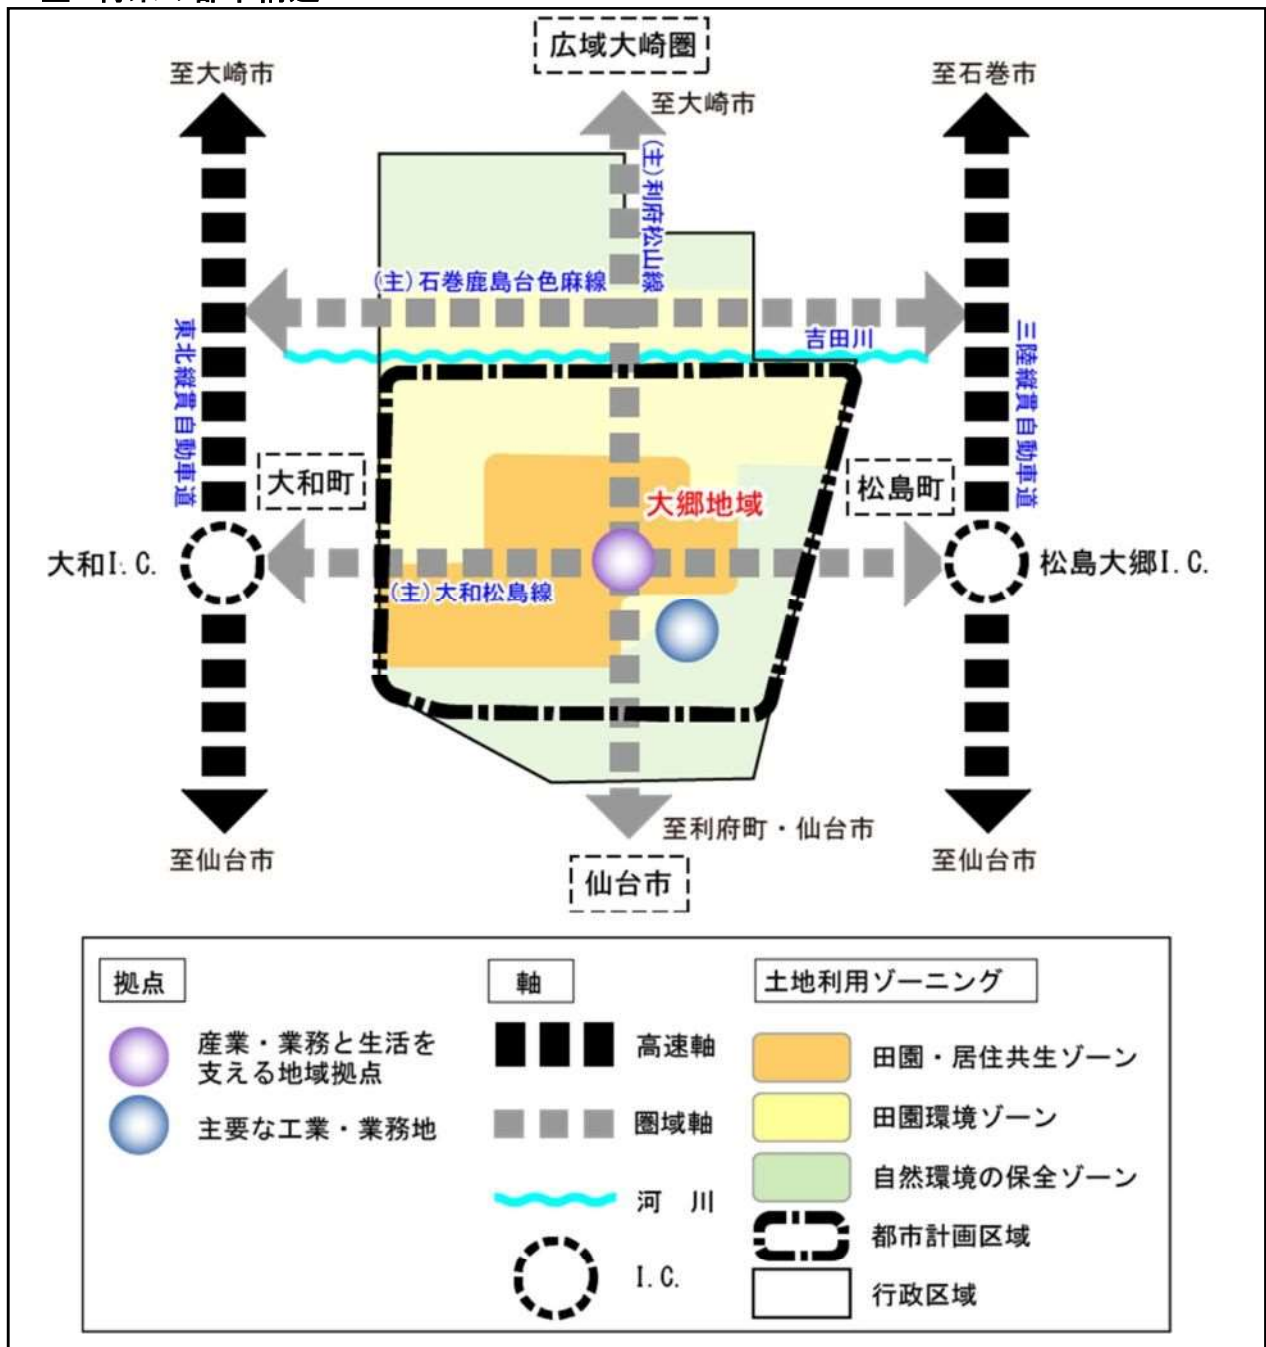 広域大崎圏
至大崎市
至大崎市
至石巻市
(主)利府松山線
(主)石巻鹿島台色麻線
吉田川
東北縦貫自動車道
三陸縦貫自動車道
大和町
松島町
大郷地域
大和I.C.
松島大郷I.C.
(主)大和松島線
至利府町・仙台市
至仙台市
至仙台市
仙台市
拠点
産業・業務と生活を
支える地域拠点
主要な工業・業務地
軸
高速軸
圏域軸
河　川
I.C.
土地利用ゾーニング
田園・居住共生ゾーン
田園環境ゾーン
自然環境の保全ゾーン
都市計画区域
行政区域